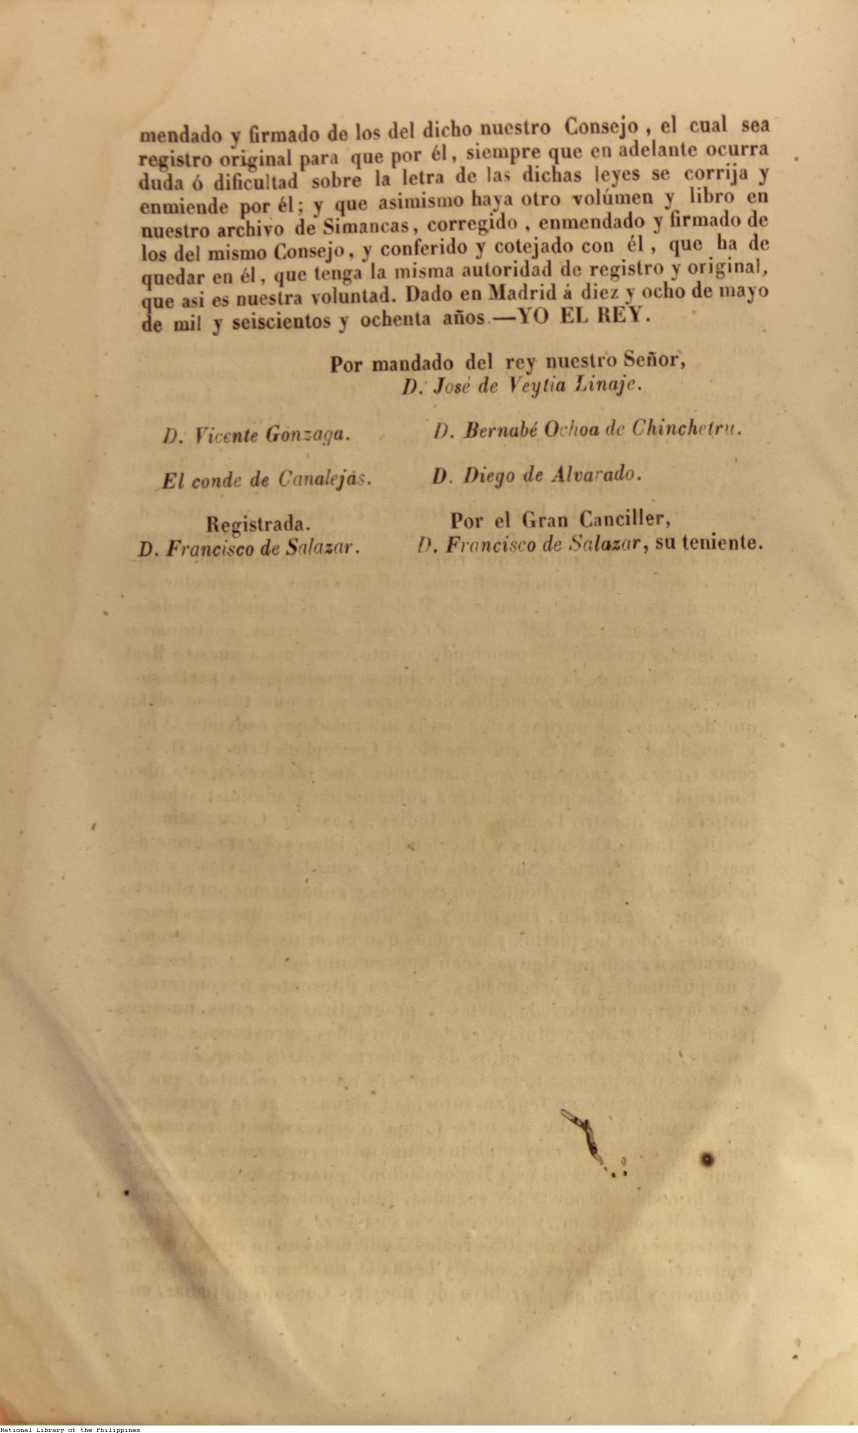 mendado y firmado de los del dicho nuestro Consejo, el cual sea
registro original para que por él, siempre que en adelante ocurra
duda ó dificultad sobre la letra de las dichas leyes se corrija y
enmiende por él; y que asimismo haya otro volúmen y libro en
nuestro archivo de Simancas, corregido, enmendado y firmado de
los del mismo Consejo, y conferido y cotejado con él, que ha de
quedar en él, que tenga la misma autoridad de registro y original,
que asi es nuestra voluntad. Dado en Madrid á diez y ocho de mayo
de mil y seiscientos y ochenta años.—YO EL REY.
Por mandado del rey nuestro Señor,
D. José de Veytia Linaje.
D. Vicente Gonzaga. D. Bernabé Ochoa de Chinchetru.
El conde de Canalejas. D. Diego de Alvarado.
Registrada. Por el Gran Canciller,
D. Francisco de Salazar. D. Francisco de Salazar, su teniente.
National Library of the Philippines